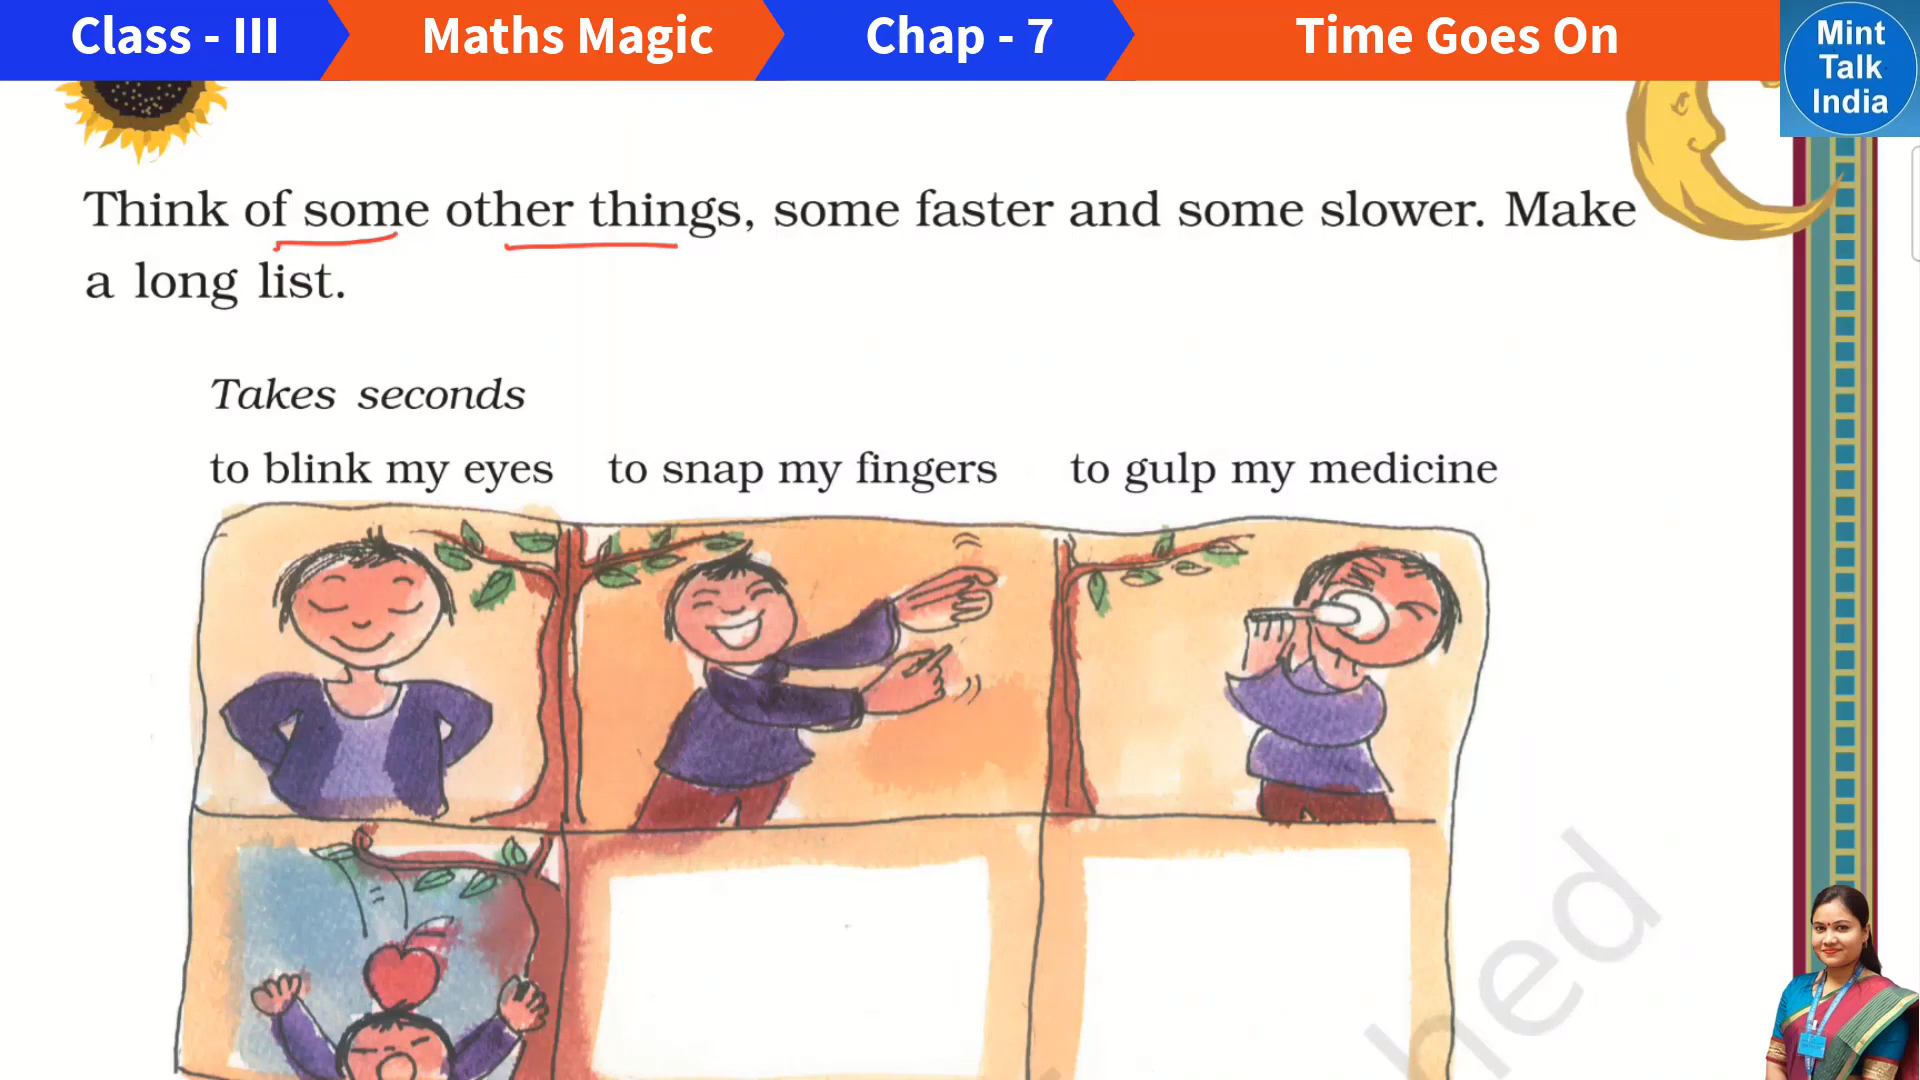 Class - III Maths Magic Chap - 7 Time Goes On
Mint
Talk
India
Think of some other things, some faster and some slower. Make
a long list.
Takes seconds
to blink my eyes to snap my fingers to gulp my medicine
hed